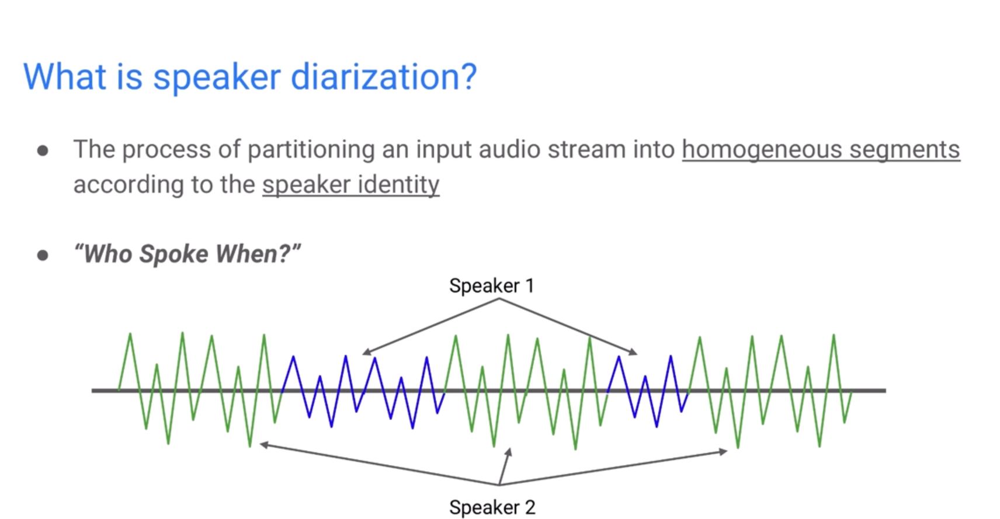 What is speaker diarization?
● The process of partitioning an input audio stream into homogeneous segments
according to the speaker identity
● “Who Spoke When?”
Speaker 1
Speaker 2